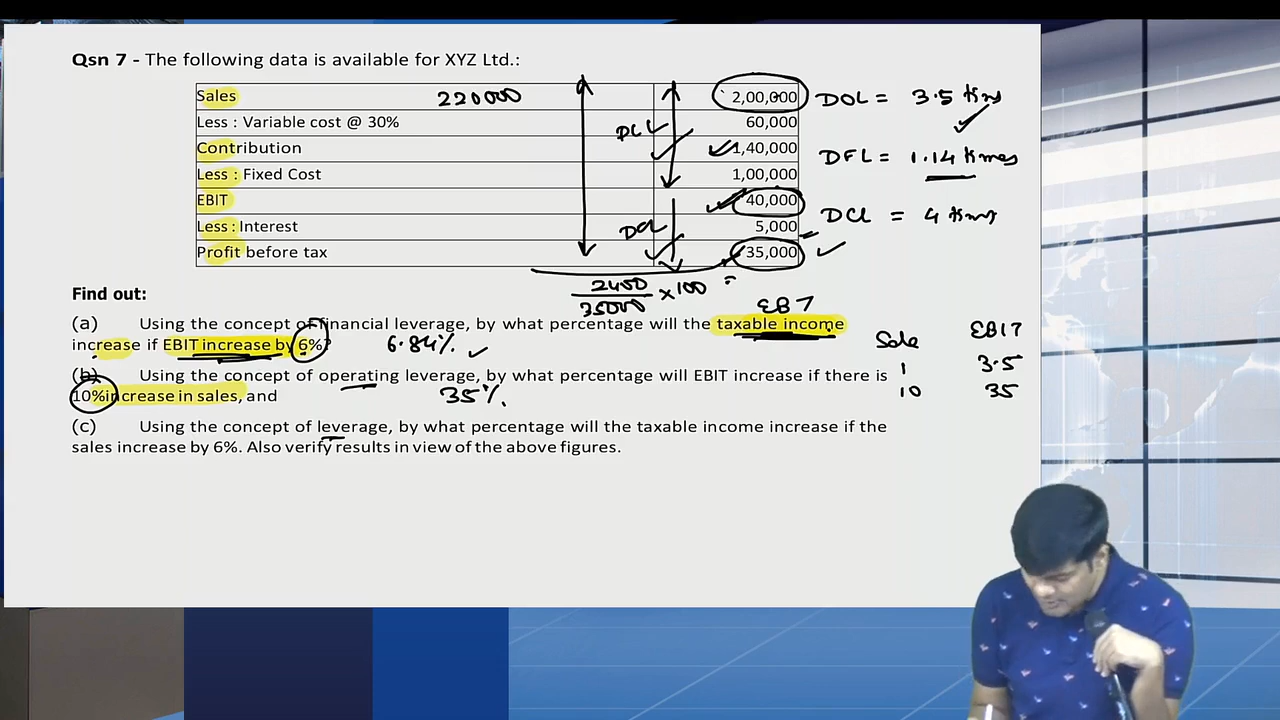 Qsn 7 - The following data is available for XYZ Ltd.:
Sales 220000 2,00,000 DOL = 3.5 times
Less : Variable cost @ 30% 60,000
DCL
Contribution 1,40,000 DFL = 1.14 times
Less : Fixed Cost 1,00,000
EBIT 40,000 DCL = 4 times
Less : Interest 5,000
Profit before tax 35,000
2400
35000 × 100 =
Find out:
EBT
(a) Using the concept of financial leverage, by what percentage will the taxable income
increase if EBIT increase by 6%? 6.84%
Sale EBIT
(b) Using the concept of operating leverage, by what percentage will EBIT increase if there is
1 3.5
10% increase in sales, and 35%
10 35
(c) Using the concept of leverage, by what percentage will the taxable income increase if the
sales increase by 6%. Also verify results in view of the above figures.